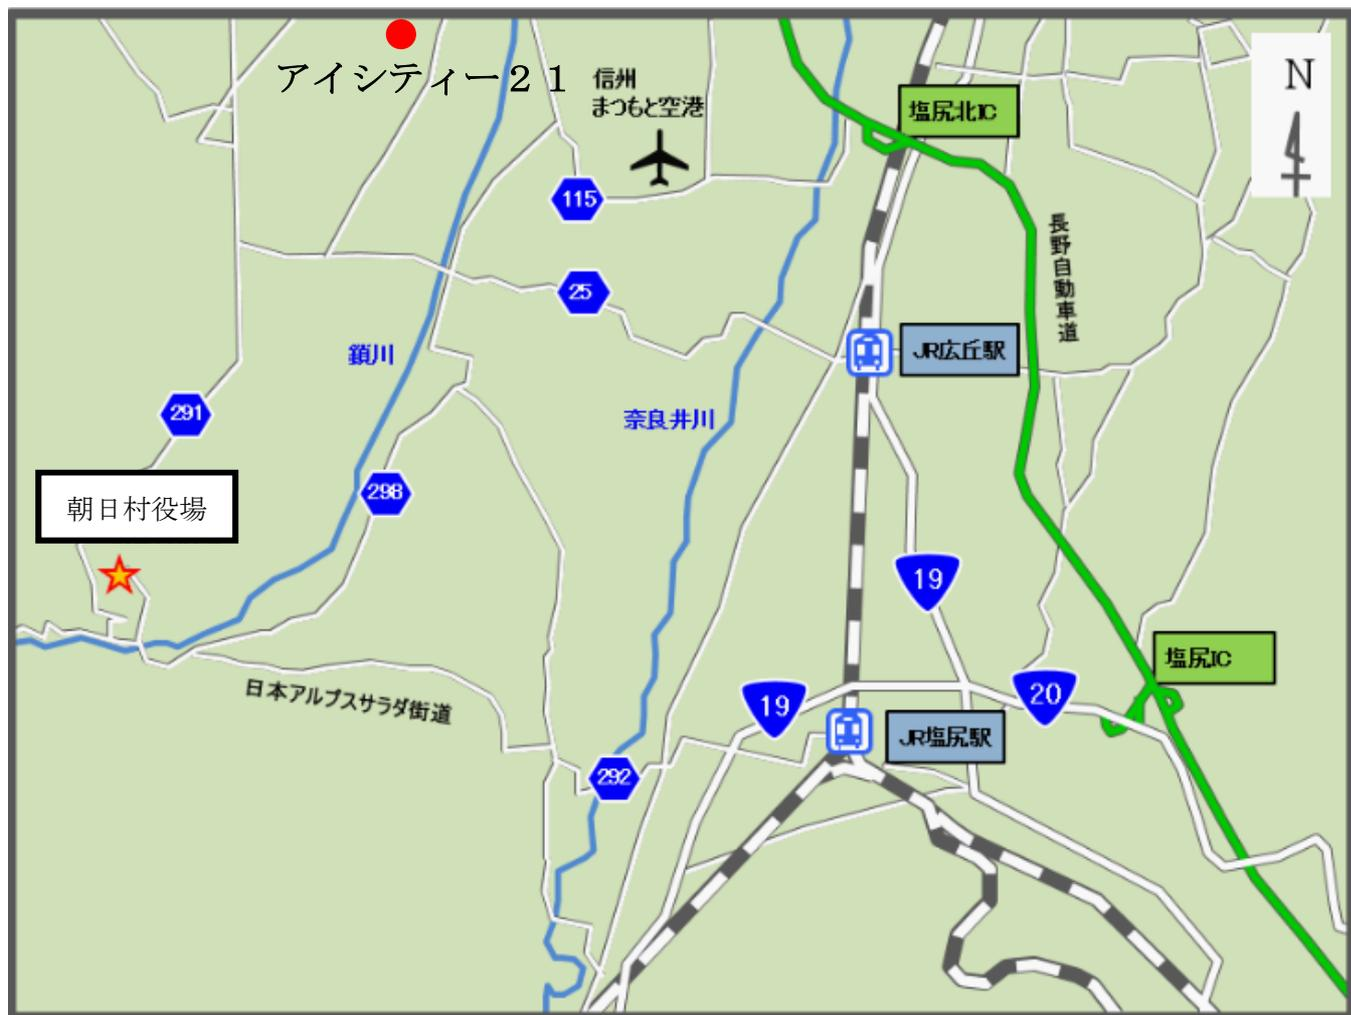 アイシティー２１
信州
まつもと空港
塩尻北IC
N
115
長野自動車道
25
JR広丘駅
鎖川
291
奈良井川
298
朝日村役場
19
塩尻IC
日本アルプスサラダ街道
19
20
JR塩尻駅
292